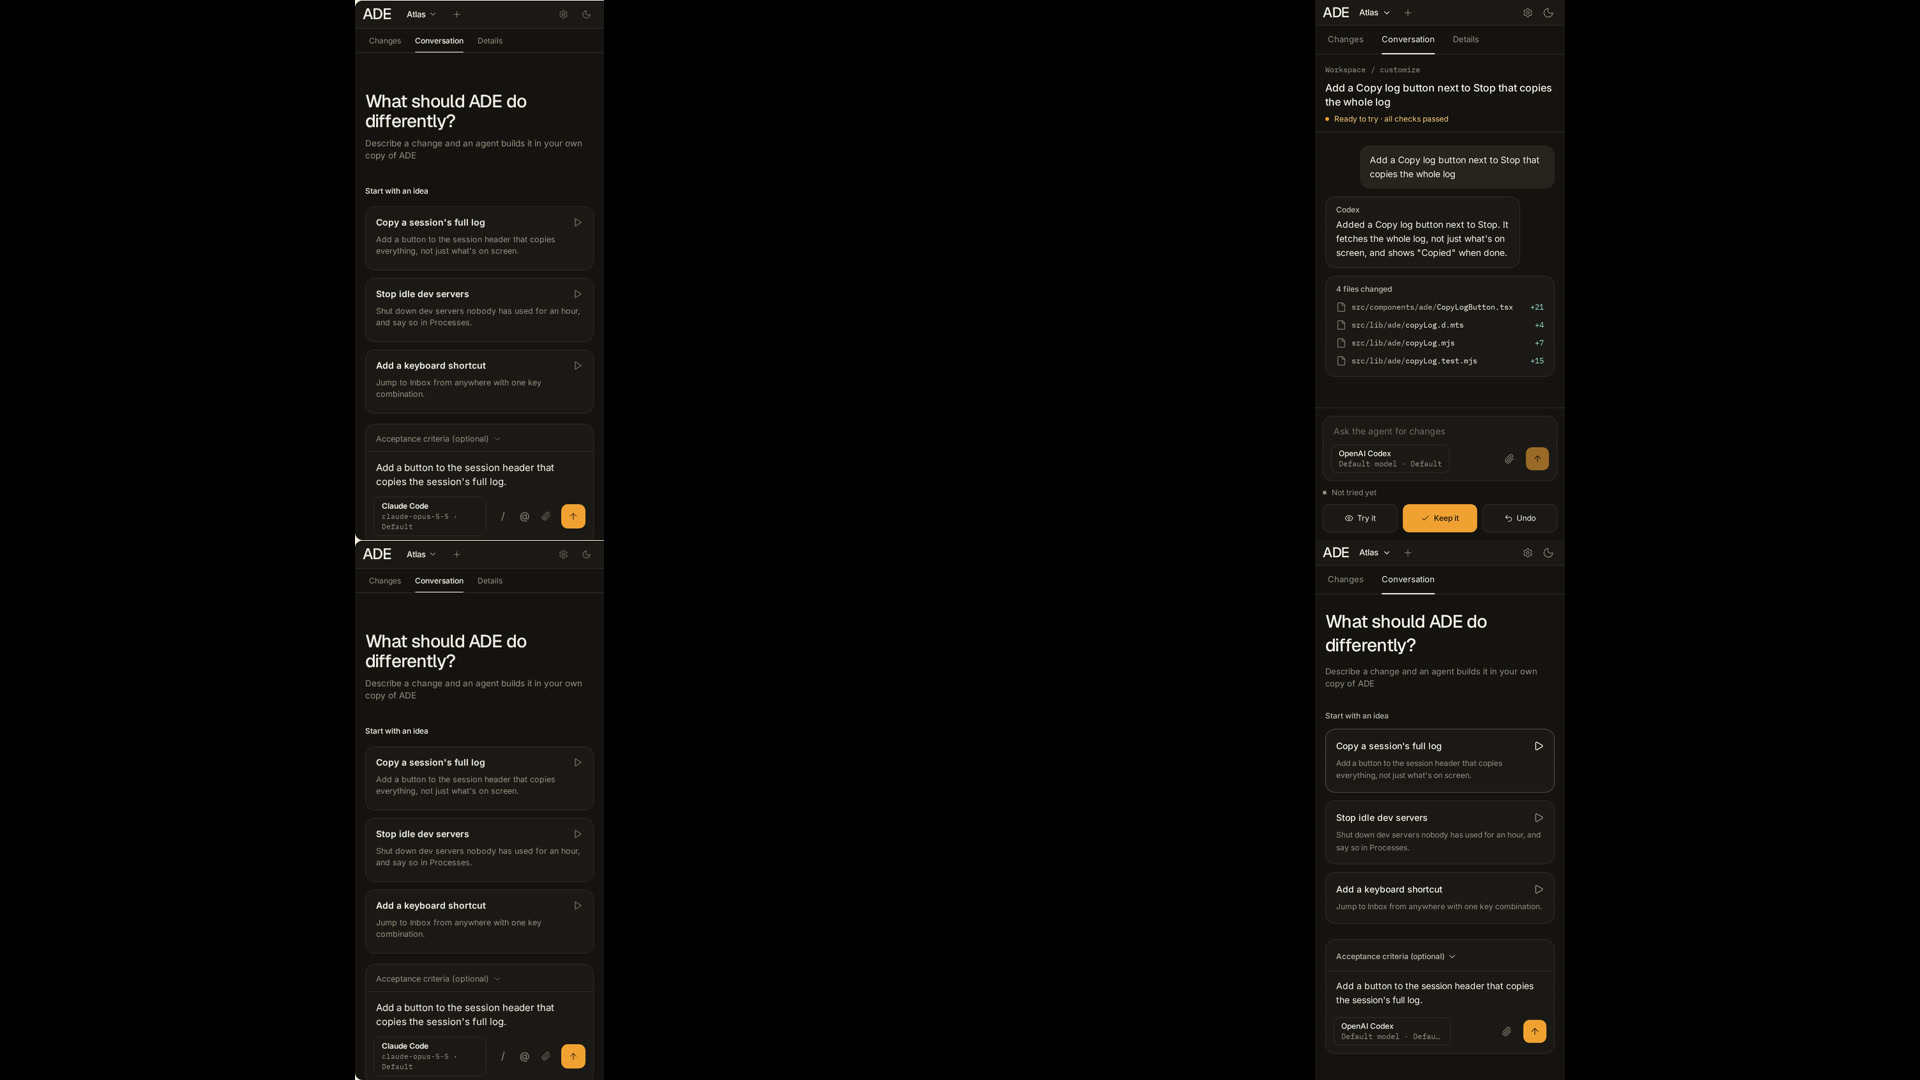 ADE Atlas
Changes Conversation Details
What should ADE do
differently?
Describe a change and an agent builds it in your own
copy of ADE
Start with an idea
Copy a session's full log
Add a button to the session header that copies
everything, not just what's on screen.
Stop idle dev servers
Shut down dev servers nobody has used for an hour,
and say so in Processes.
Add a keyboard shortcut
Jump to Inbox from anywhere with one key
combination.
Acceptance criteria (optional)
Add a button to the session header that
copies the session's full log.
Claude Code
claude-opus-5-5 ·
Default
/ @
ADE Atlas
Changes Conversation Details
Workspace / customize
Add a Copy log button next to Stop that copies
the whole log
Ready to try · all checks passed
Add a Copy log button next to Stop that
copies the whole log
Codex
Added a Copy log button next to Stop. It
fetches the whole log, not just what's on
screen, and shows "Copied" when done.
4 files changed
src/components/ade/CopyLogButton.tsx +21
src/lib/ade/copyLog.d.mts +4
src/lib/ade/copyLog.mjs +7
src/lib/ade/copyLog.test.mjs +15
Ask the agent for changes
OpenAI Codex
Default model · Default
Not tried yet
Try it Keep it Undo
ADE Atlas
Changes Conversation Details
What should ADE do
differently?
Describe a change and an agent builds it in your own
copy of ADE
Start with an idea
Copy a session's full log
Add a button to the session header that copies
everything, not just what's on screen.
Stop idle dev servers
Shut down dev servers nobody has used for an hour,
and say so in Processes.
Add a keyboard shortcut
Jump to Inbox from anywhere with one key
combination.
Acceptance criteria (optional)
Add a button to the session header that
copies the session's full log.
Claude Code
claude-opus-5-5 ·
Default
/ @
ADE Atlas
Changes Conversation
What should ADE do
differently?
Describe a change and an agent builds it in your own
copy of ADE
Start with an idea
Copy a session's full log
Add a button to the session header that copies
everything, not just what's on screen.
Stop idle dev servers
Shut down dev servers nobody has used for an hour, and
say so in Processes.
Add a keyboard shortcut
Jump to Inbox from anywhere with one key combination.
Acceptance criteria (optional)
Add a button to the session header that copies
the session's full log.
OpenAI Codex
Default model · Defau…